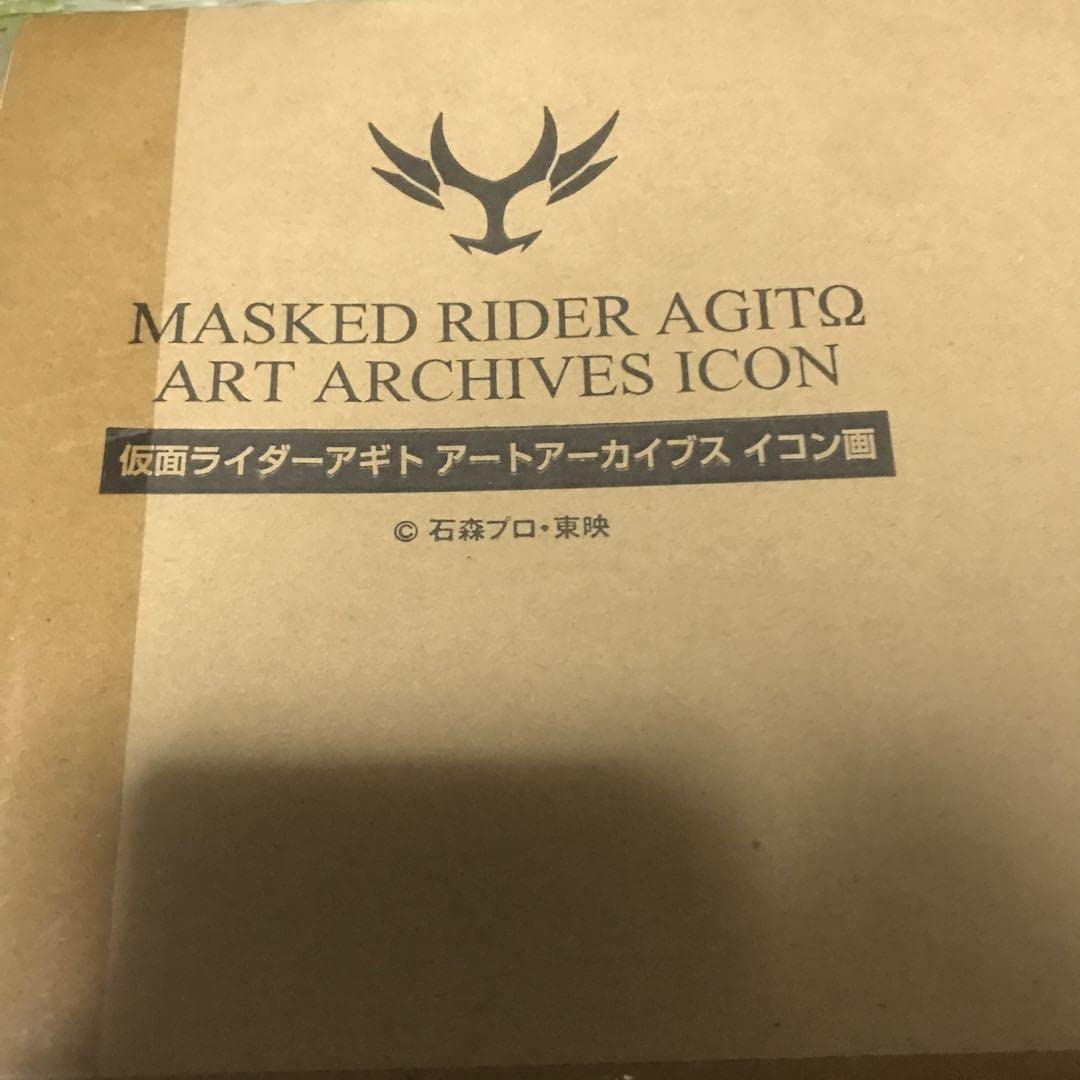 MASKED RIDER AGITΩ
ART ARCHIVES ICON
仮面ライダーアギト アートアーカイブス イコン画
© 石森プロ・東映